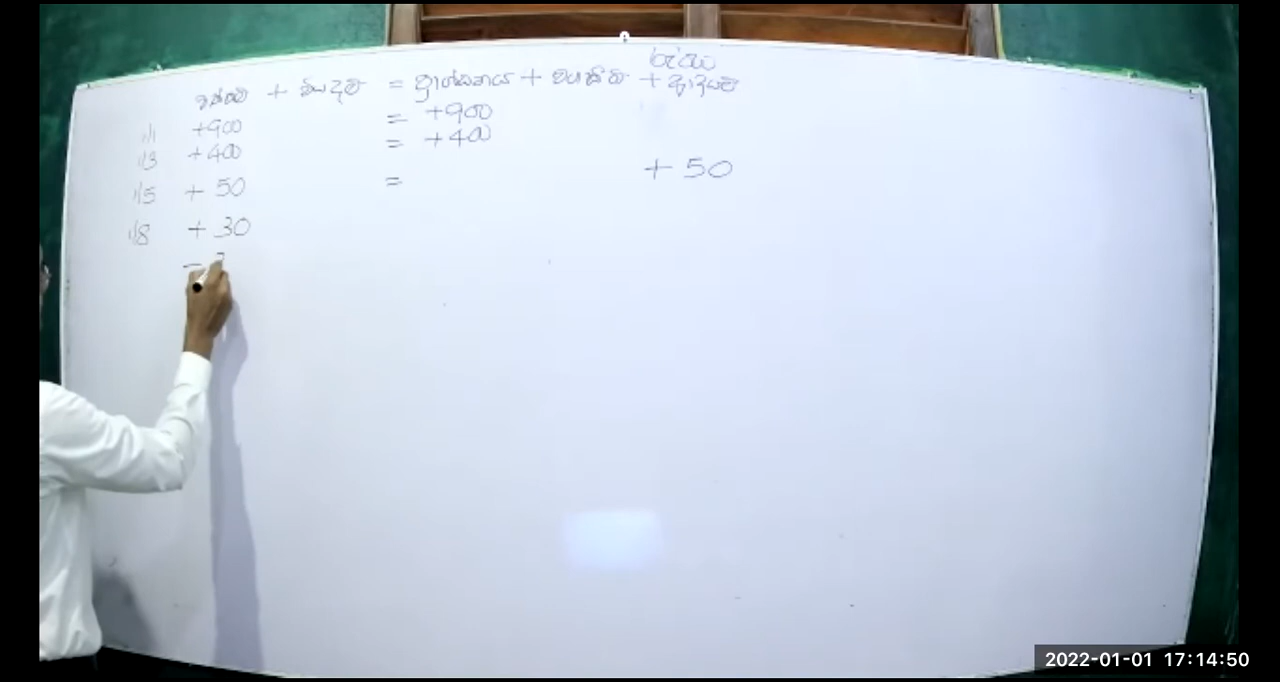 රු'000
වත්කම් + වියදම් = ප්‍රාග්ධනය + වගකීම් + ආදායම්
1/1 +900 = +900
1/3 +400 = +400
1/5 + 50 = + 50
1/8 + 30
-
2022-01-01 17:14:50